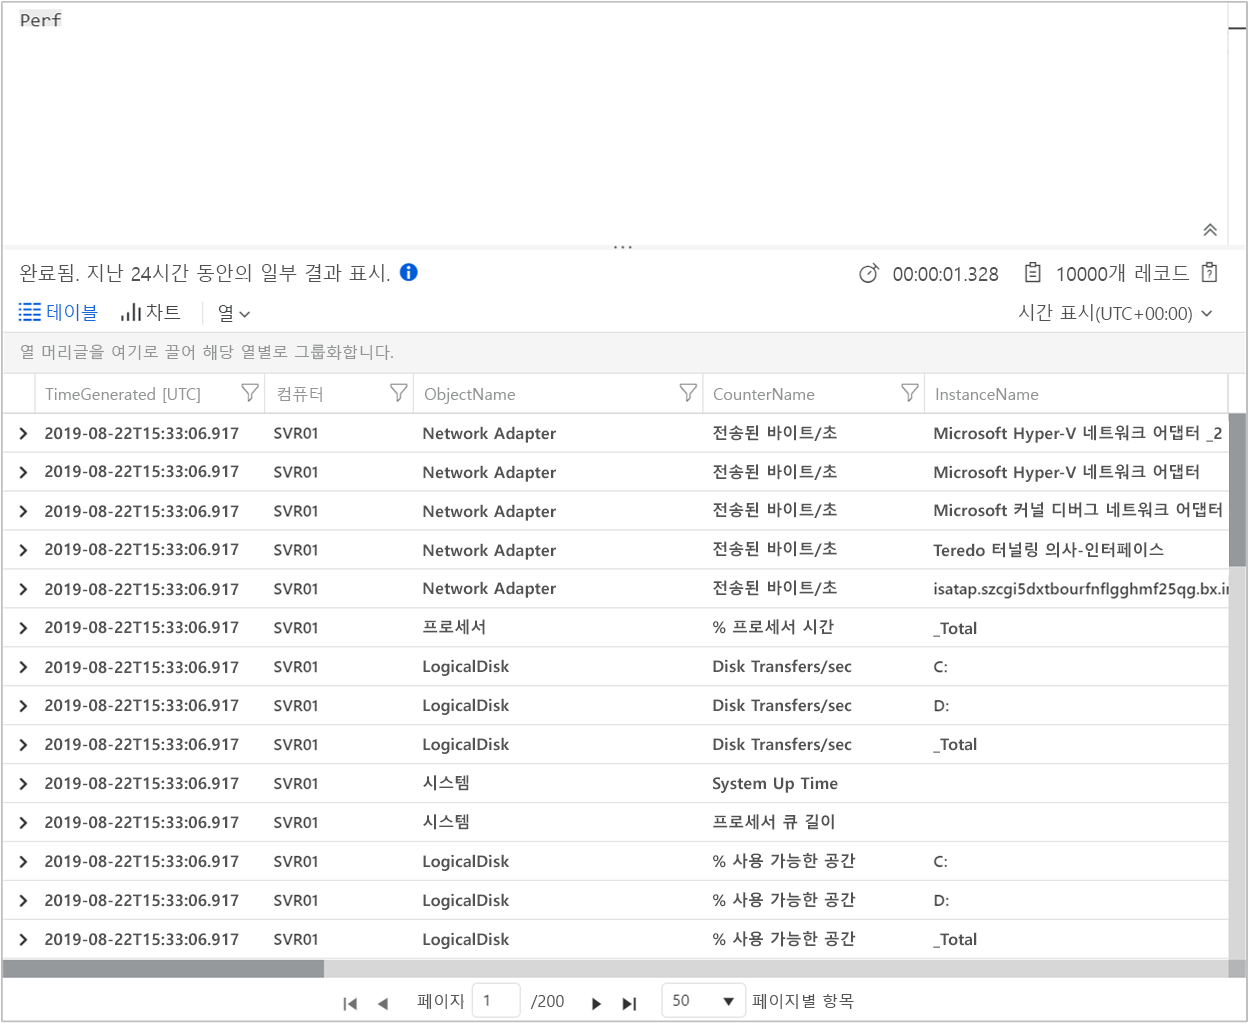 Perf
...
완료됨. 지난 24시간 동안의 일부 결과 표시. 00:00:01.328 10000개 레코드
테이블 차트 열 시간 표시(UTC+00:00)
열 머리글을 여기로 끌어 해당 열별로 그룹화합니다.
TimeGenerated [UTC] 컴퓨터 ObjectName CounterName InstanceName
2019-08-22T15:33:06.917 SVR01 Network Adapter 전송된 바이트/초 Microsoft Hyper-V 네트워크 어댑터 _2
2019-08-22T15:33:06.917 SVR01 Network Adapter 전송된 바이트/초 Microsoft Hyper-V 네트워크 어댑터
2019-08-22T15:33:06.917 SVR01 Network Adapter 전송된 바이트/초 Microsoft 커널 디버그 네트워크 어댑터
2019-08-22T15:33:06.917 SVR01 Network Adapter 전송된 바이트/초 Teredo 터널링 의사-인터페이스
2019-08-22T15:33:06.917 SVR01 Network Adapter 전송된 바이트/초 isatap.szcgi5dxtbourfnflgghmf25qg.bx.in
2019-08-22T15:33:06.917 SVR01 프로세서 % 프로세서 시간 _Total
2019-08-22T15:33:06.917 SVR01 LogicalDisk Disk Transfers/sec C:
2019-08-22T15:33:06.917 SVR01 LogicalDisk Disk Transfers/sec D:
2019-08-22T15:33:06.917 SVR01 LogicalDisk Disk Transfers/sec _Total
2019-08-22T15:33:06.917 SVR01 시스템 System Up Time
2019-08-22T15:33:06.917 SVR01 시스템 프로세서 큐 길이
2019-08-22T15:33:06.917 SVR01 LogicalDisk % 사용 가능한 공간 C:
2019-08-22T15:33:06.917 SVR01 LogicalDisk % 사용 가능한 공간 D:
2019-08-22T15:33:06.917 SVR01 LogicalDisk % 사용 가능한 공간 _Total
페이지 1 /200 50 페이지별 항목